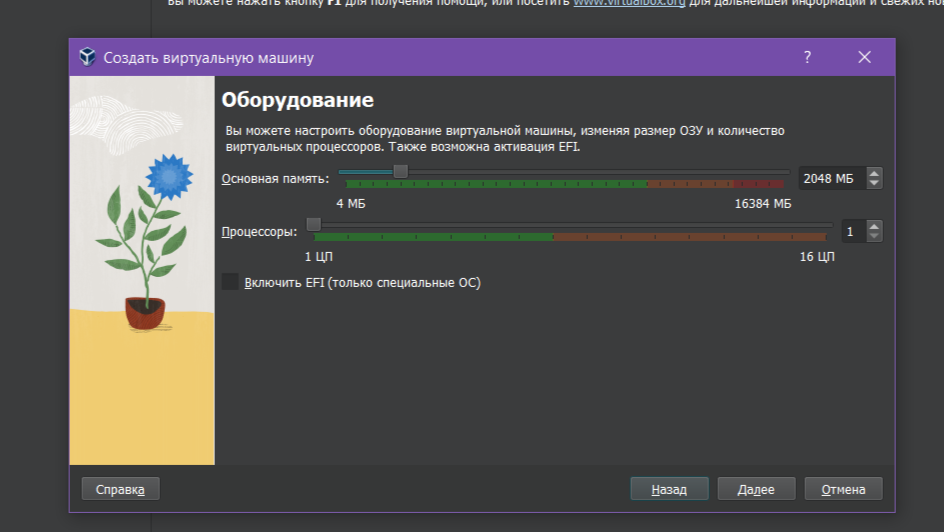 Вы можете нажать кнопку F1 для получения помощи, или посетить www.virtualbox.org для дальнейшей информации и свежих
Создать виртуальную машину
?
Оборудование
Вы можете настроить оборудование виртуальной машины, изменяя размер ОЗУ и количество
виртуальных процессоров. Также возможна активация EFI.
Основная память:
2048 МБ
4 МБ
16384 МБ
Процессоры:
1
1 ЦП
16 ЦП
Включить EFI (только специальные ОС)
Справка
Назад
Далее
Отмена